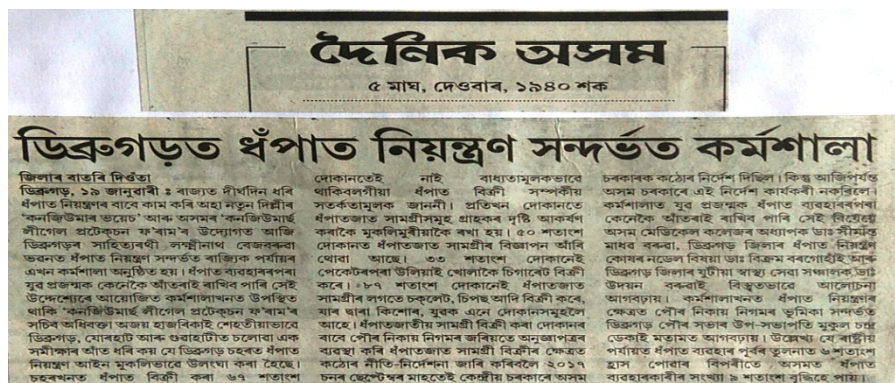 দৈনিক অসম
৫ মাঘ, দেওবাৰ, ১৯৪০ শক
ডিব্ৰুগড়ত ধঁপাত নিয়ন্ত্ৰণ সন্দৰ্ভত কৰ্মশালা
জিলাৰ বাতৰি দিওঁতা
ডিব্ৰুগড়, ১৯ জানুৱাৰী : ৰাজ্যত দীৰ্ঘদিন ধৰি
ধঁপাত নিয়ন্ত্ৰণৰ বাবে কাম কৰি অহা নতুন দিল্লীৰ
'কনজিউমাৰ ভয়েচ' আৰু অসমৰ 'কনজিউমাৰ্ছ
লীগেল প্ৰটেকচন ফ'ৰাম'ৰ উদ্যোগত আজি
ডিব্ৰুগড়ৰ সাহিত্যৰথী লক্ষ্মীনাথ বেজবৰুৱা
ভৱনত ধঁপাত নিয়ন্ত্ৰণ সন্দৰ্ভত ৰাজ্যিক পৰ্যায়ৰ
এখন কৰ্মশালা অনুষ্ঠিত হয়। ধঁপাত ব্যৱহাৰৰপৰা
যুৱ প্ৰজন্মক কেনেকৈ আঁতৰাই ৰাখিব পাৰি সেই
উদ্দেশ্যেৰে আয়োজিত কৰ্মশালাখনত উপস্থিত
থাকি 'কনজিউমাৰ্ছ লীগেল প্ৰটেকচন ফ'ৰাম'ৰ
সচিব অধিবক্তা অজয় হাজৰিকাই শেহতীয়াভাৱে
ডিব্ৰুগড়, যোৰহাট আৰু গুৱাহাটীত চলোৱা এক
সমীক্ষাৰ আঁত ধৰি কয় যে ডিব্ৰুগড় চহৰত ধঁপাত
নিয়ন্ত্ৰণ আইন মুকলিভাৱে উলংঘা কৰা হৈছে।
চহৰখনত ধঁপাত বিক্ৰী কৰা ৬৭ শতাংশ
দোকানতেই নাই বাধ্যতামূলকভাৱে
থাকিবলগীয়া ধঁপাত বিক্ৰী সম্পৰ্কীয়
সতৰ্কতামূলক জাননী। প্ৰতিখন দোকানতে
ধঁপাতজাত সামগ্ৰীসমূহ গ্ৰাহকৰ দৃষ্টি আকৰ্ষণ
কৰাকৈ মুকলিমূৰীয়াকৈ ৰখা হয়। ৫০ শতাংশ
দোকানত ধঁপাতজাত সামগ্ৰীৰ বিজ্ঞাপন আঁৰি
থোৱা আছে। ৩৩ শতাংশ দোকানেই
পেকেটৰপৰা উলিয়াই খোলাকৈ চিগাৰেট বিক্ৰী
কৰে। ৮৭ শতাংশ দোকানেই ধঁপাতজাত
সামগ্ৰীৰ লগতে চকলেট, চিপছ আদি বিক্ৰী কৰে,
যাৰ দ্বাৰা কিশোৰ, যুৱক এনে দোকানসমূহলৈ
আহে। ধঁপাতজাতীয় সামগ্ৰী বিক্ৰী কৰা দোকানৰ
বাবে পৌৰ নিকায় নিগমৰ জৰিয়তে অনুজ্ঞাপত্ৰৰ
ব্যৱস্থা কৰি ধঁপাতজাত সামগ্ৰী বিক্ৰীৰ ক্ষেত্ৰত
কঠোৰ নীতি-নিৰ্দেশনা জাৰি কৰিবলৈ ২০১৭
চনৰ ছেপ্টেম্বৰ মাহতেই কেন্দ্ৰীয় চৰকাৰে অসম
চৰকাৰক কঠোৰ নিৰ্দেশ দিছিল। কিন্তু আজিপৰ্যন্ত
অসম চৰকাৰে এই নিৰ্দেশ কাৰ্যকৰী নকৰিলে।
কৰ্মশালাত যুৱ প্ৰজন্মক ধঁপাত ব্যৱহাৰৰপৰা
কেনেকৈ আঁতৰাই ৰাখিব পাৰি সেই বিষয়ে
অসম মেডিকেল কলেজৰ অধ্যাপক ডাঃ সীমান্ত
মাধৱ বৰুৱা, ডিব্ৰুগড় জিলাৰ ধঁপাত নিয়ন্ত্ৰণ
কোষৰ নডেল বিষয়া ডাঃ বিক্ৰম বৰগোহাঁই আৰু
ডিব্ৰুগড় জিলাৰ যুটীয়া স্বাস্থ্য সেৱা সঞ্চালক ডাঃ
উদয়ন বৰুৱাই বিস্তৃতভাৱে আলোচনা
আগবঢ়ায়। কৰ্মশালাখনত ধঁপাত নিয়ন্ত্ৰণৰ
ক্ষেত্ৰত পৌৰ নিকায় নিগমৰ ভূমিকা সন্দৰ্ভত
ডিব্ৰুগড় পৌৰ সভাৰ উপ-সভাপতি মুকুল চন্দ্ৰ
ডেকাই মতামত আগবঢ়ায়। উল্লেখ্য যে ৰাষ্ট্ৰীয়
পৰ্যায়ত ধঁপাত ব্যৱহাৰ পূৰ্বৰ তুলনাত ৬ শতাংশ
হ্ৰাস পোৱাৰ বিপৰীতে অসমত ধঁপাত
ব্যৱহাৰকাৰীৰ সংখ্যা ৯ শতাংশ বৃদ্ধিহে পায়।